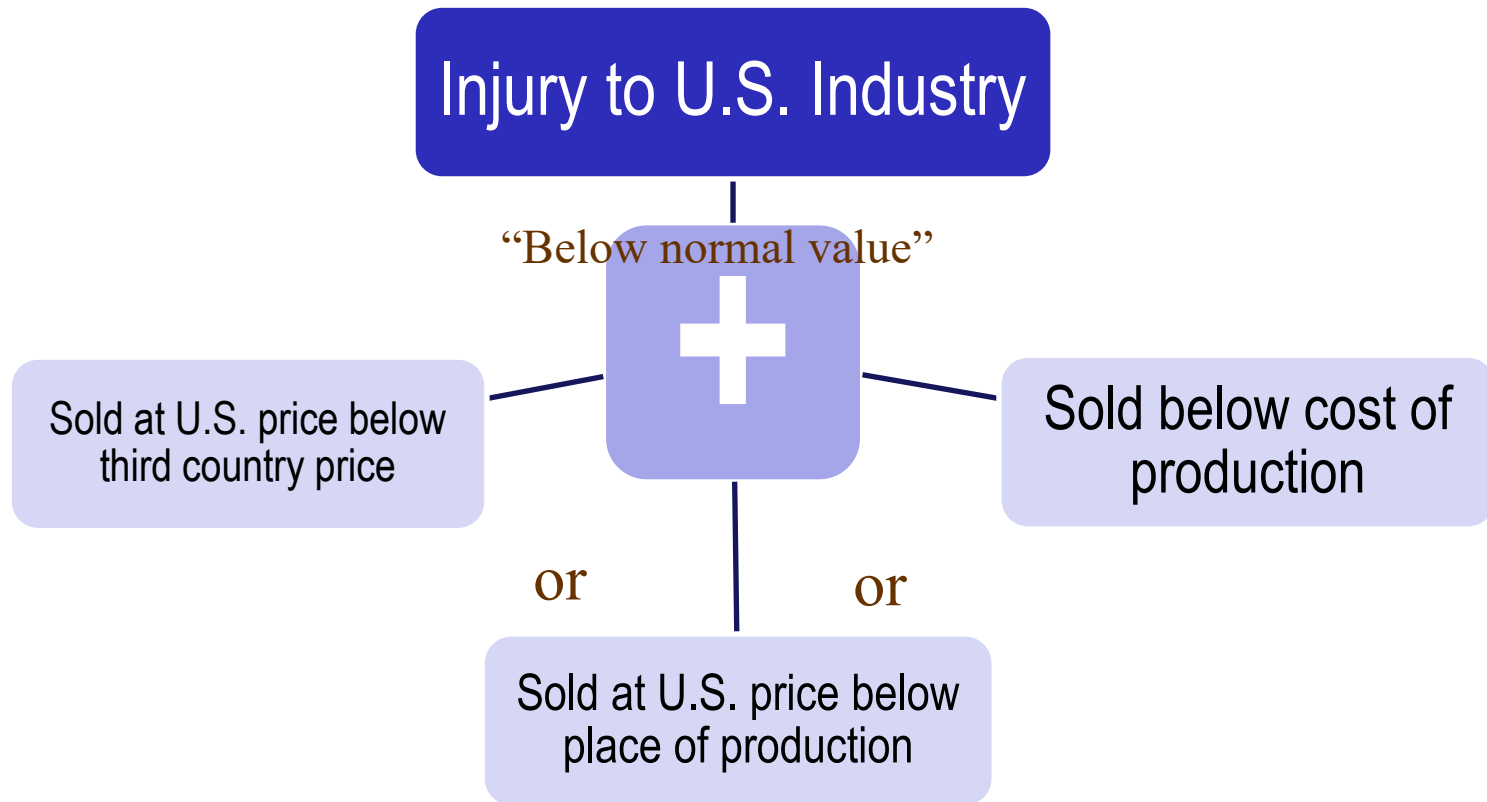 Injury to U.S. Industry
“Below normal value”
Sold at U.S. price below
third country price
Sold below cost of
production
or
or
Sold at U.S. price below
place of production